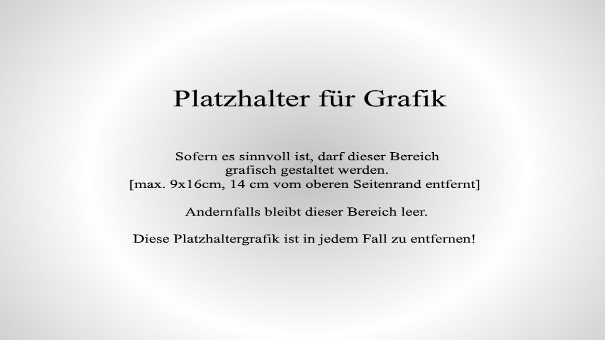 Platzhalter für Grafik
Sofern es sinnvoll ist, darf dieser Bereich
grafisch gestaltet werden.
[max. 9x16cm, 14 cm vom oberen Seitenrand entfernt]
Andernfalls bleibt dieser Bereich leer.
Diese Platzhaltergrafik ist in jedem Fall zu entfernen!